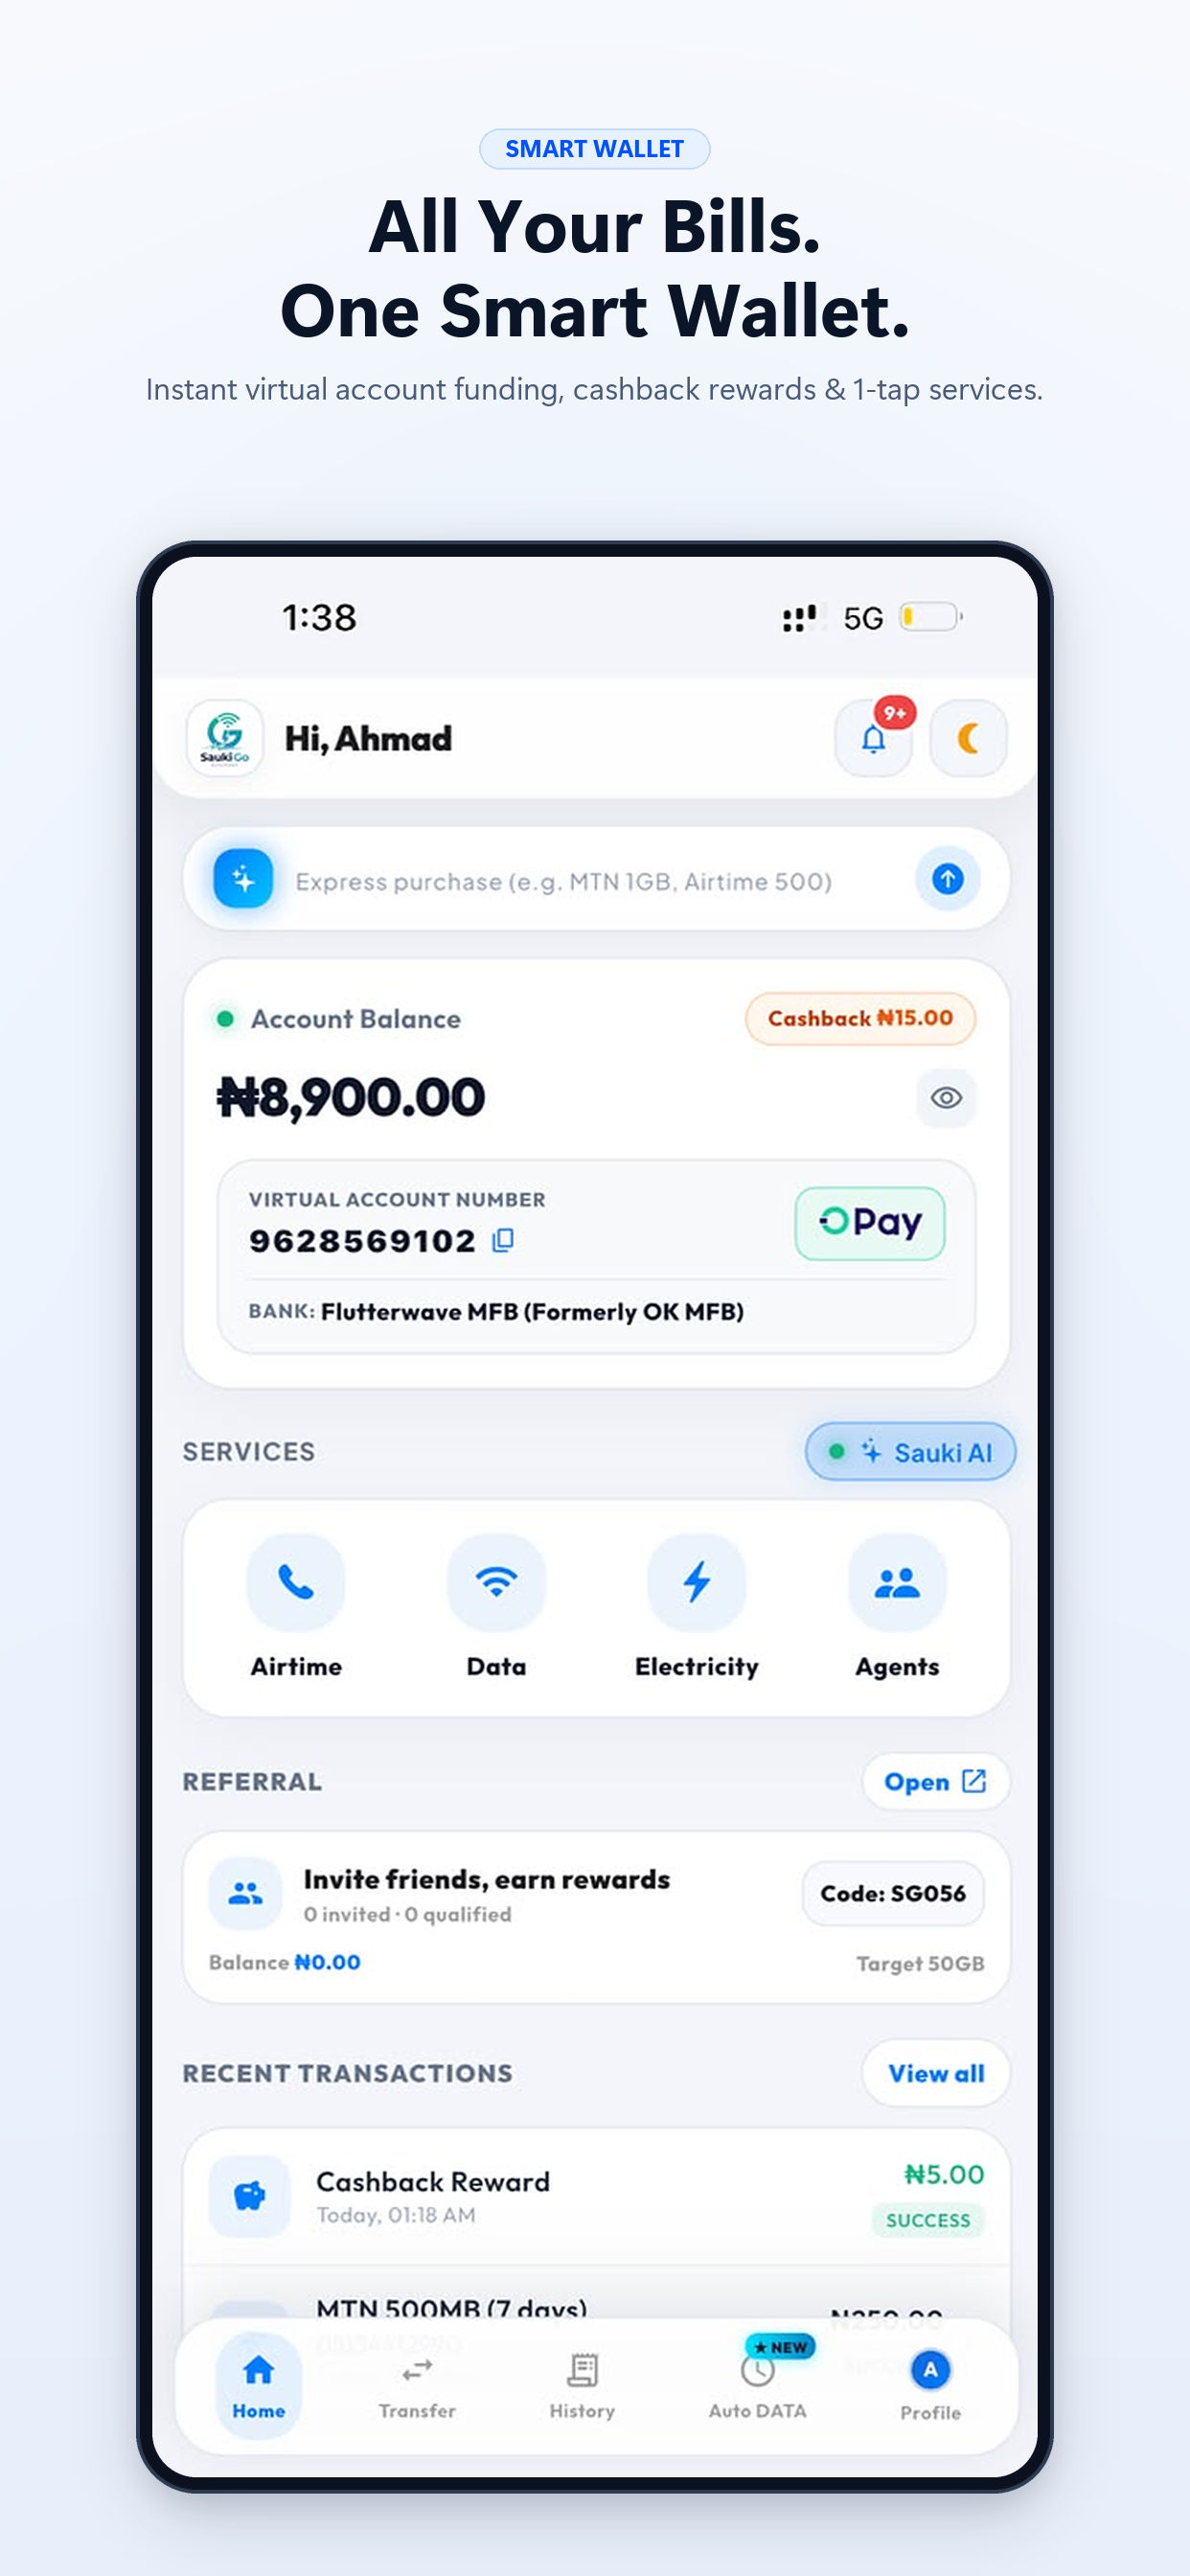 SMART WALLET
All Your Bills.
One Smart Wallet.
Instant virtual account funding, cashback rewards & 1-tap services.
1:38
5G
Sauki Go
Hi, Ahmad
9+
Express purchase (e.g. MTN 1GB, Airtime 500)
Account Balance
Cashback ₦15.00
₦8,900.00
VIRTUAL ACCOUNT NUMBER
9628569102
OPay
BANK: Flutterwave MFB (Formerly OK MFB)
SERVICES
Sauki AI
Airtime
Data
Electricity
Agents
REFERRAL
Open
Invite friends, earn rewards
0 invited · 0 qualified
Code: SG056
Balance ₦0.00
Target 50GB
RECENT TRANSACTIONS
View all
Cashback Reward
Today, 01:18 AM
₦5.00
SUCCESS
MTN 500MB (7 days)
₦250.00
★ NEW
A
Home
Transfer
History
Auto DATA
Profile